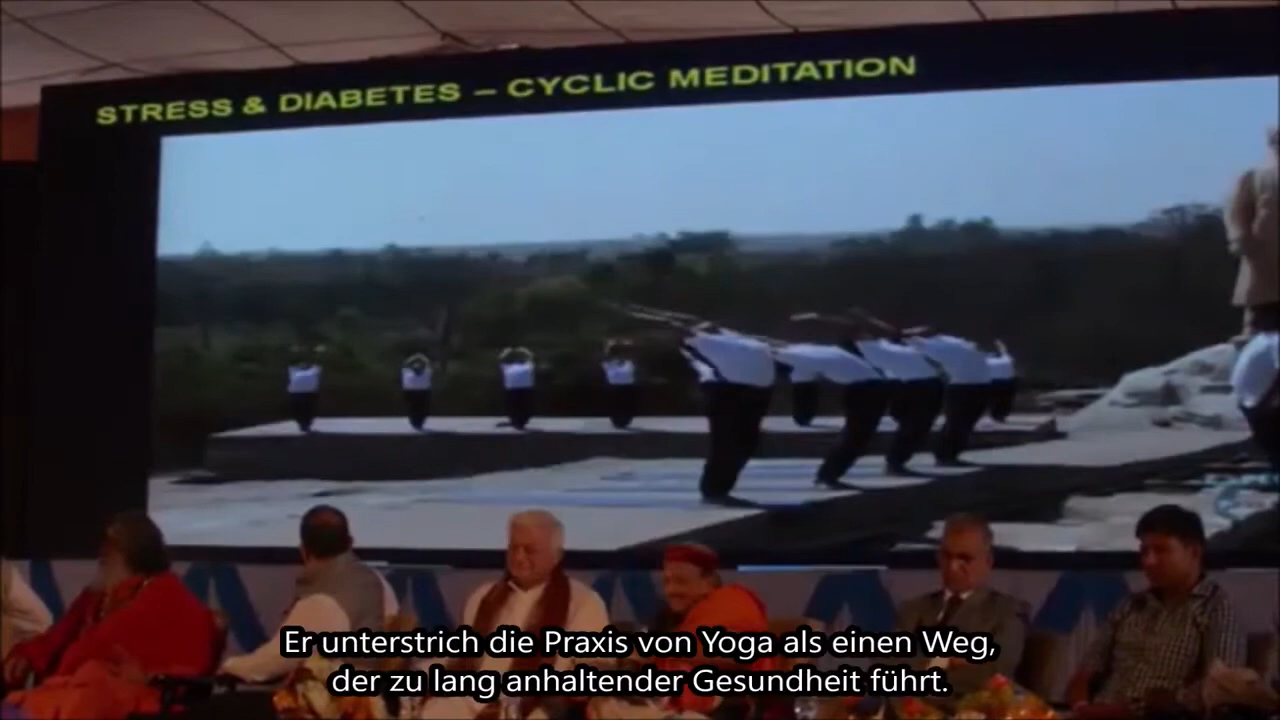 STRESS & DIABETES – CYCLIC MEDITATION
Er unterstrich die Praxis von Yoga als einen Weg,
der zu lang anhaltender Gesundheit führt.